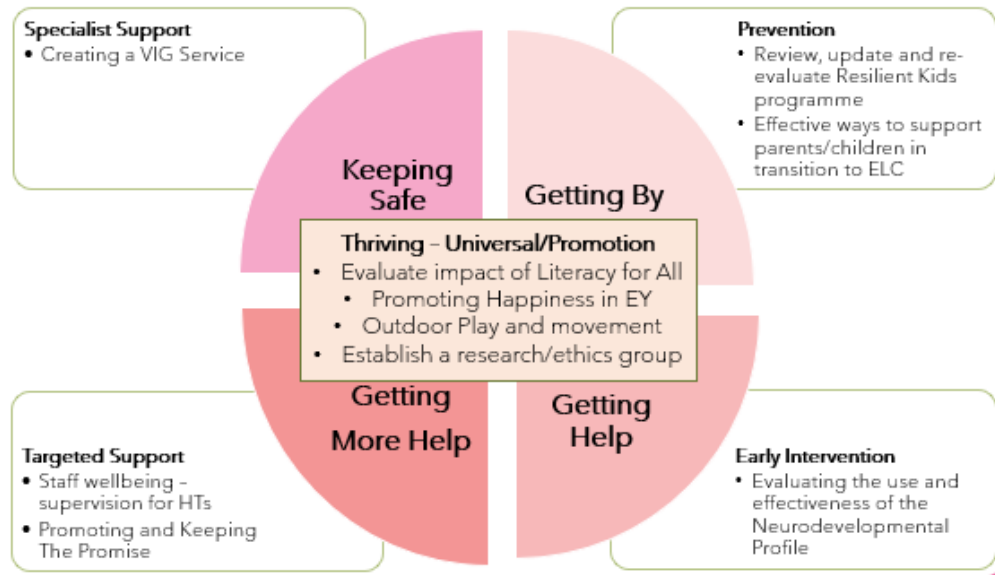 Specialist Support
• Creating a VIG Service
Prevention
• Review, update and re-
evaluate Resilient Kids
programme
• Effective ways to support
parents/children in
transition to ELC
Keeping
Safe
Getting By
Thriving – Universal/Promotion
• Evaluate impact of Literacy for All
• Promoting Happiness in EY
• Outdoor Play and movement
• Establish a research/ethics group
Getting
More Help
Getting
Help
Targeted Support
• Staff wellbeing –
supervision for HTs
• Promoting and Keeping
The Promise
Early Intervention
• Evaluating the use and
effectiveness of the
Neurodevelopmental
Profile